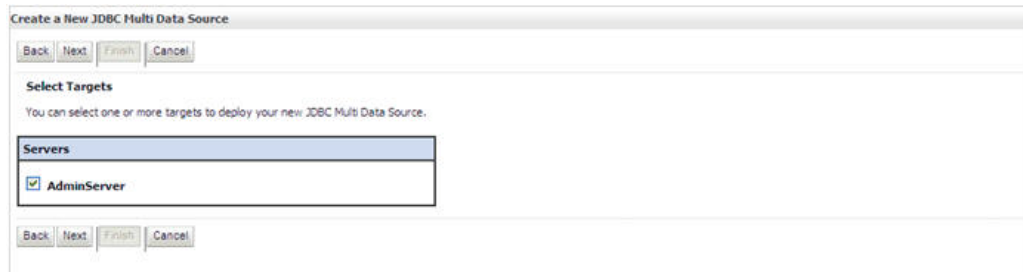 Create a New JDBC Multi Data Source
Back Next Finish Cancel
Select Targets
You can select one or more targets to deploy your new JDBC Multi Data Source.
Servers
AdminServer
Back Next Finish Cancel